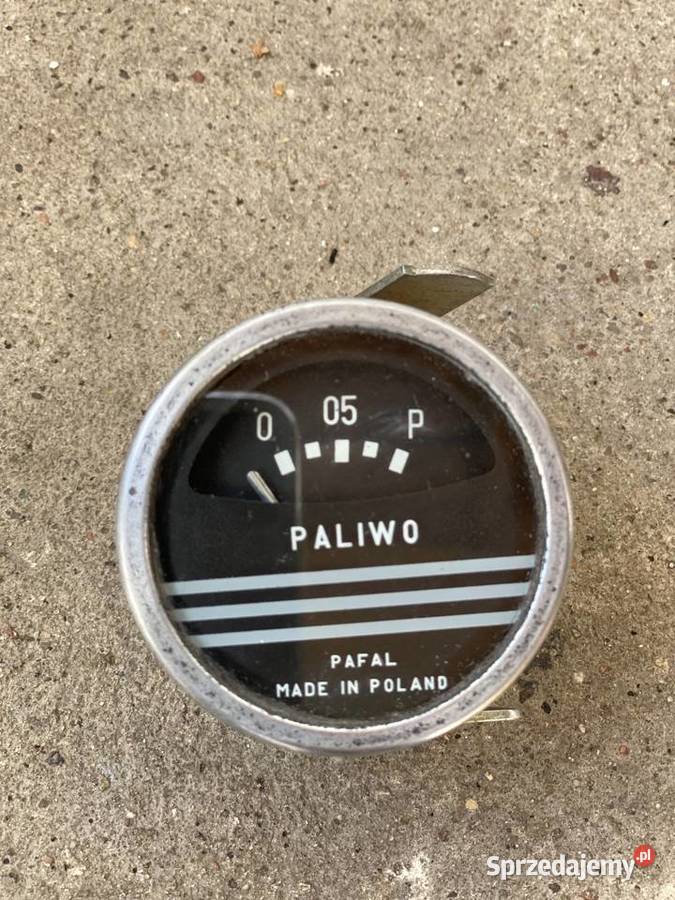 0 05 P
PALIWO
PAFAL
MADE IN POLAND
Sprzedajemy.pl